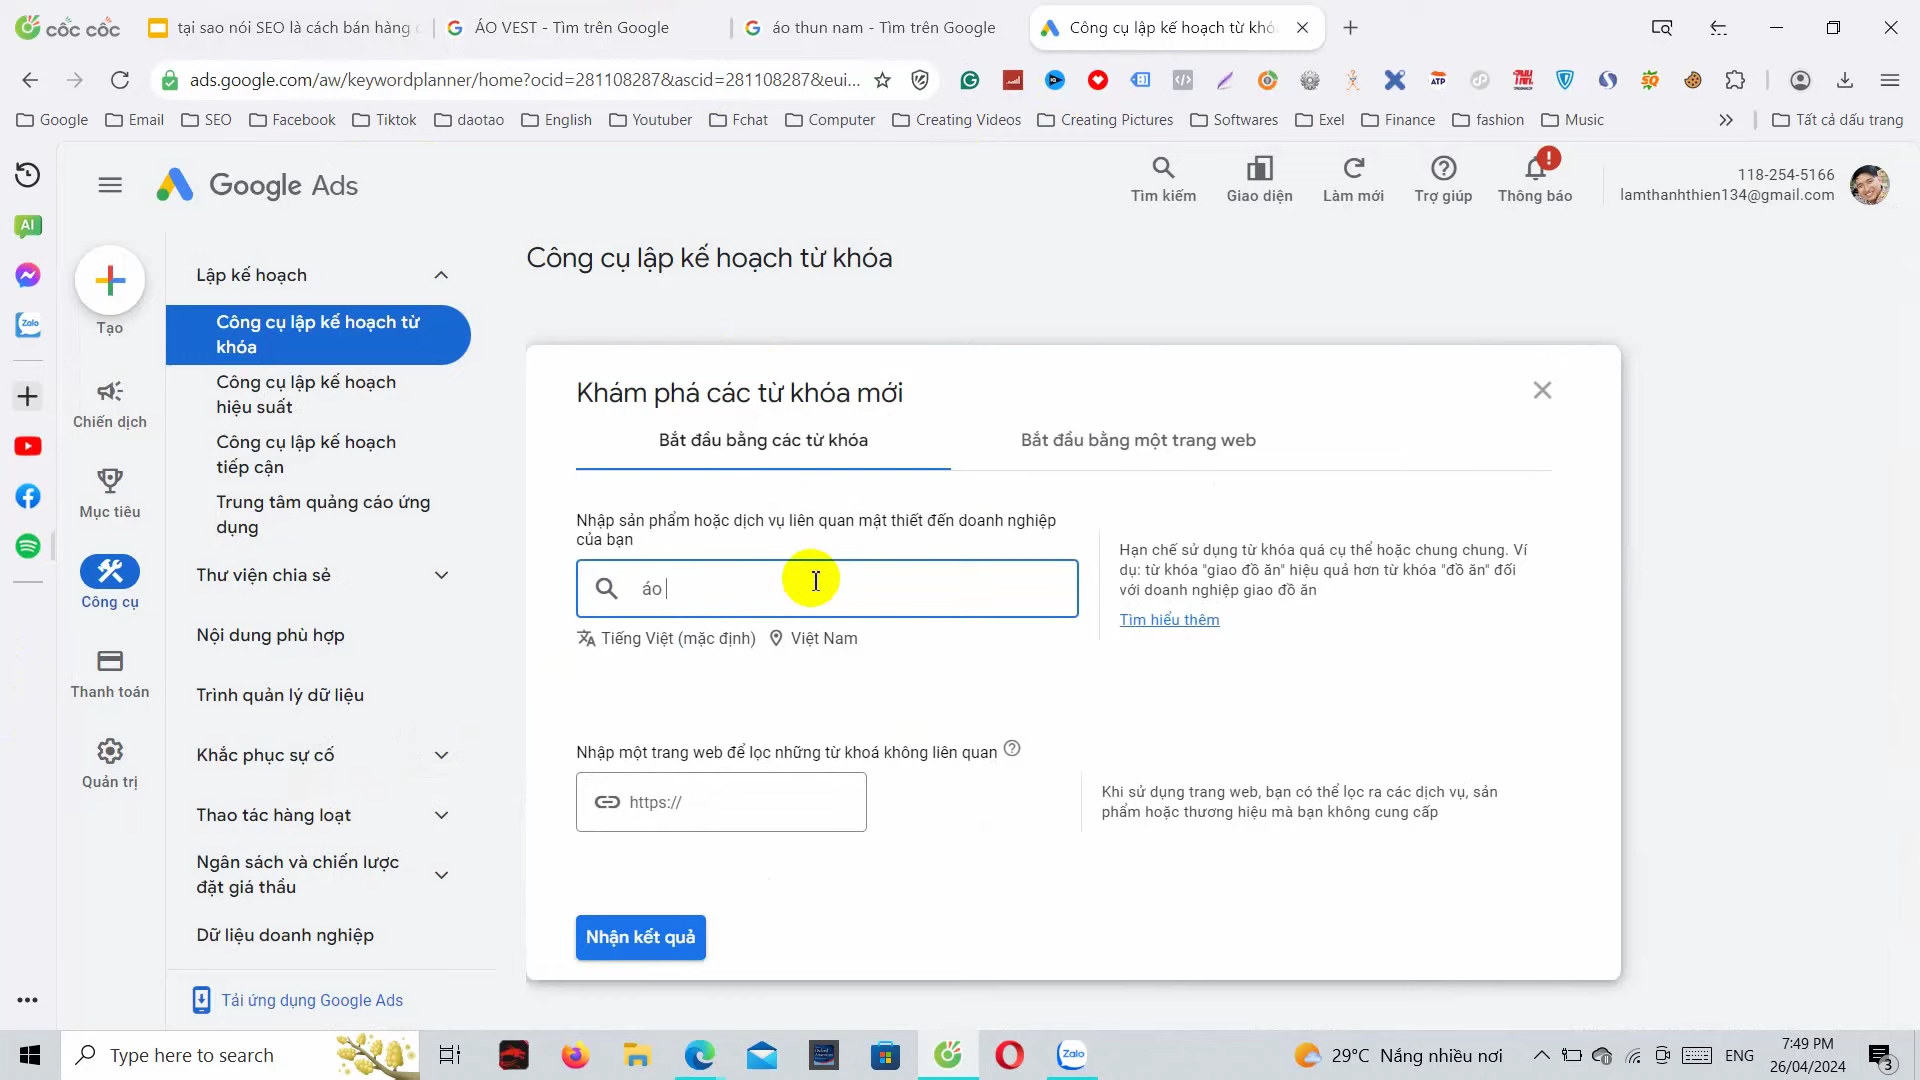 cốc cốc
tại sao nói SEO là cách bán hàng
ÁO VEST - Tìm trên Google
áo thun nam - Tìm trên Google
Công cụ lập kế hoạch từ khó
ads.google.com/aw/keywordplanner/home?ocid=281108287&ascid=281108287&eui...
Google
Email
SEO
Facebook
Tiktok
daotao
English
Youtuber
Fchat
Computer
Creating Videos
Creating Pictures
Softwares
Exel
Finance
fashion
Music
Tất cả dấu trang
Google Ads
Tìm kiếm
Giao diện
Làm mới
Trợ giúp
Thông báo
118-254-5166
lamthanhthien134@gmail.com
AI
Zalo
Tạo
Chiến dịch
Mục tiêu
Công cụ
Thanh toán
Quản trị
Lập kế hoạch
Công cụ lập kế hoạch từ
khóa
Công cụ lập kế hoạch
hiệu suất
Công cụ lập kế hoạch
tiếp cận
Trung tâm quảng cáo ứng
dụng
Thư viện chia sẻ
Nội dung phù hợp
Trình quản lý dữ liệu
Khắc phục sự cố
Thao tác hàng loạt
Ngân sách và chiến lược
đặt giá thầu
Dữ liệu doanh nghiệp
Tải ứng dụng Google Ads
Công cụ lập kế hoạch từ khóa
Khám phá các từ khóa mới
Bắt đầu bằng các từ khóa
Bắt đầu bằng một trang web
Nhập sản phẩm hoặc dịch vụ liên quan mật thiết đến doanh nghiệp
của bạn
áo
Tiếng Việt (mặc định)
Việt Nam
Hạn chế sử dụng từ khóa quá cụ thể hoặc chung chung. Ví
dụ: từ khóa "giao đồ ăn" hiệu quả hơn từ khóa "đồ ăn" đối
với doanh nghiệp giao đồ ăn
Tìm hiểu thêm
Nhập một trang web để lọc những từ khoá không liên quan
https://
Khi sử dụng trang web, bạn có thể lọc ra các dịch vụ, sản
phẩm hoặc thương hiệu mà bạn không cung cấp
Nhận kết quả
Type here to search
Zalo
29°C Nắng nhiều nơi
ENG
7:49 PM
26/04/2024
3